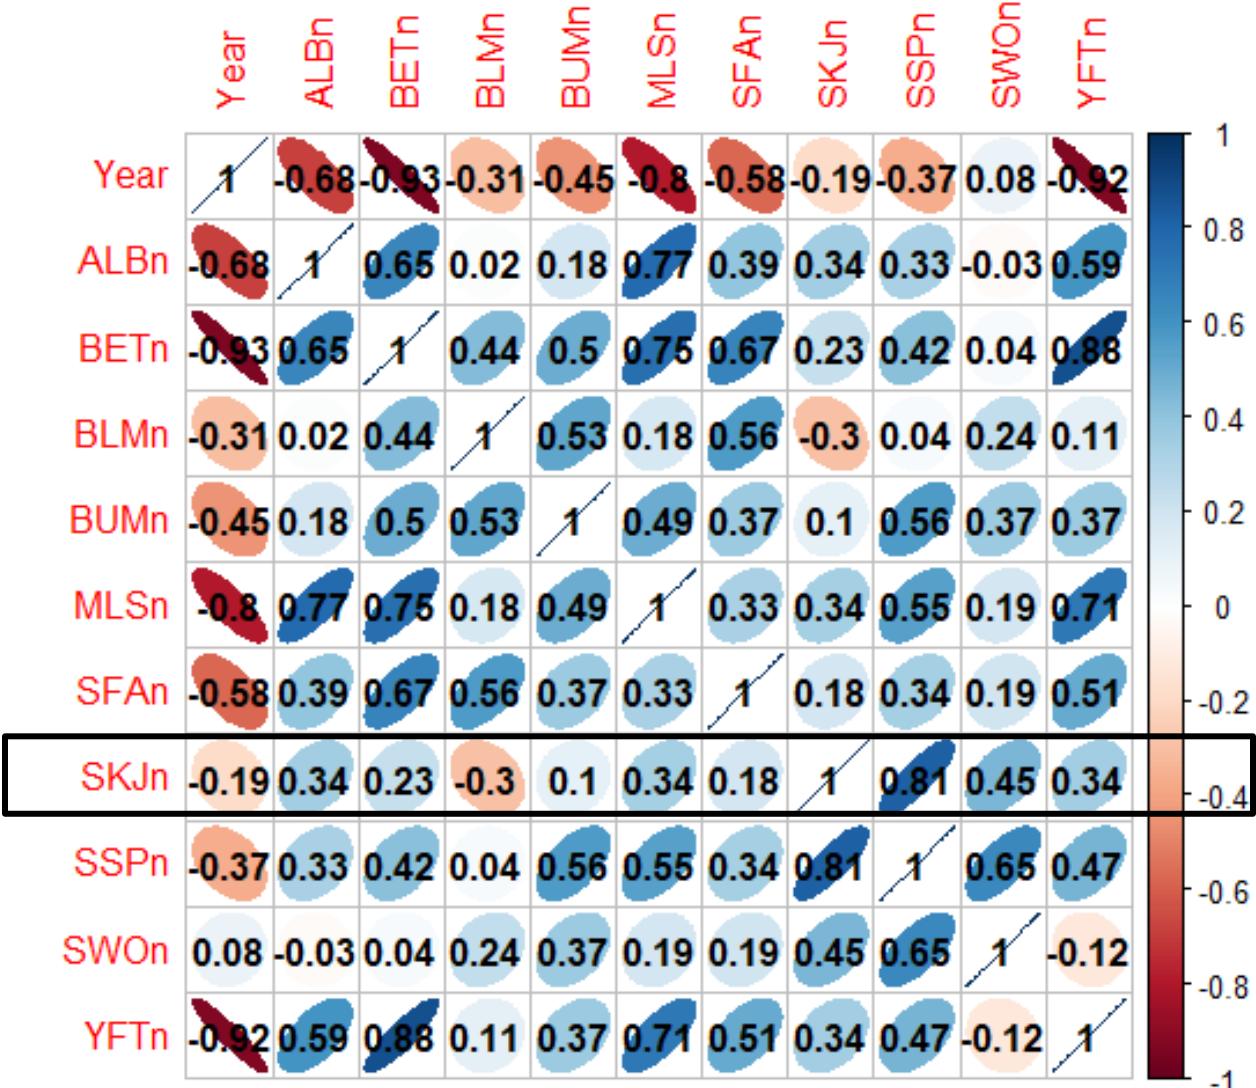 Year ALBn BETn BLMn BUMn MLSn SFAn SKJn SSPn SWOn YFTn
Year 1 -0.68 -0.93 -0.31 -0.45 -0.8 -0.58 -0.19 -0.37 0.08 -0.92
ALBn -0.68 1 0.65 0.02 0.18 0.77 0.39 0.34 0.33 -0.03 0.59
BETn -0.93 0.65 1 0.44 0.5 0.75 0.67 0.23 0.42 0.04 0.88
BLMn -0.31 0.02 0.44 1 0.53 0.18 0.56 -0.3 0.04 0.24 0.11
BUMn -0.45 0.18 0.5 0.53 1 0.49 0.37 0.1 0.56 0.37 0.37
MLSn -0.8 0.77 0.75 0.18 0.49 1 0.33 0.34 0.55 0.19 0.71
SFAn -0.58 0.39 0.67 0.56 0.37 0.33 1 0.18 0.34 0.19 0.51
SKJn -0.19 0.34 0.23 -0.3 0.1 0.34 0.18 1 0.81 0.45 0.34
SSPn -0.37 0.33 0.42 0.04 0.56 0.55 0.34 0.81 1 0.65 0.47
SWOn 0.08 -0.03 0.04 0.24 0.37 0.19 0.19 0.45 0.65 1 -0.12
YFTn -0.92 0.59 0.88 0.11 0.37 0.71 0.51 0.34 0.47 -0.12 1
1
0.8
0.6
0.4
0.2
0
-0.2
-0.4
-0.6
-0.8
-1